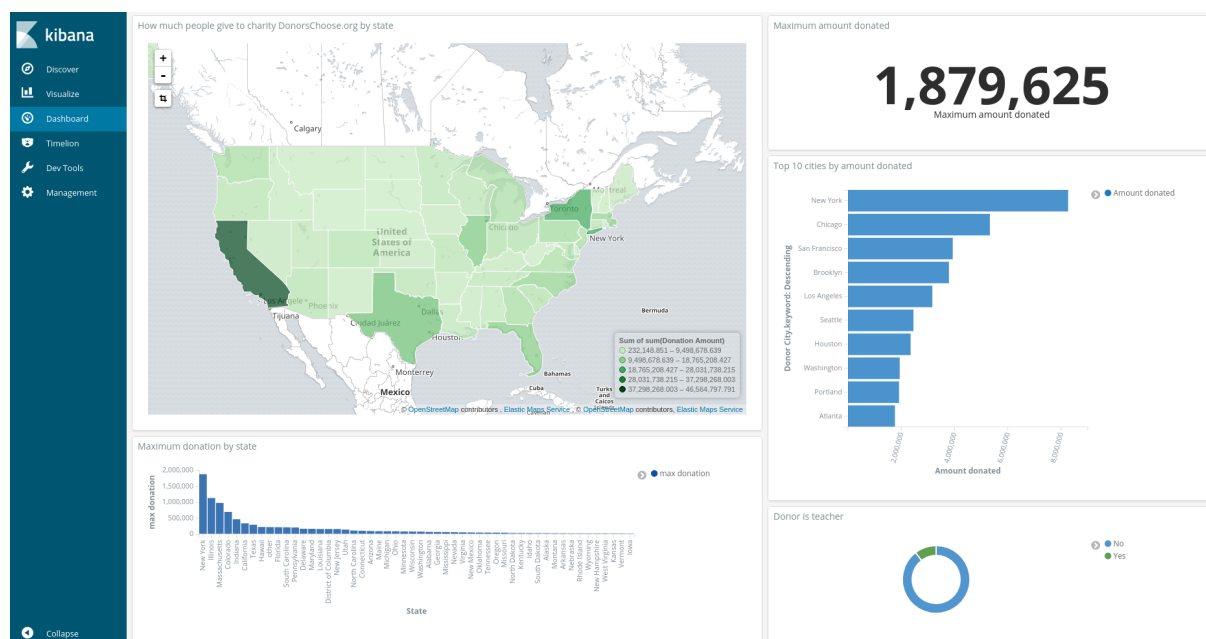 kibana
Discover
Visualize
Dashboard
Timelion
Dev Tools
Management
Collapse
How much people give to charity DonorsChoose.org by state
+
-
Calgary
Montreal
Toronto
Chicago
New York
United
States of
America
Los Angele
Phoenix
Tijuana
Ciudad Juárez
Dallas
Houston
Monterrey
Mexico
Bermuda
Bahamas
Cuba
Turks
and
Caicos
Sum of sum(Donation Amount)
232,148.851 – 9,498,678.639
9,498,678.639 – 18,765,208.427
18,765,208.427 – 28,031,738.215
28,031,738.215 – 37,298,268.003
37,298,268.003 – 46,564,797.791
© OpenStreetMap contributors , Elastic Maps Service , © OpenStreetMap contributors, Elastic Maps Service
Maximum donation by state
max donation
2,000,000
1,500,000
1,000,000
500,000
0
max donation
New York
Illinois
Massachusetts
Colorado
Indiana
California
Texas
Hawaii
other
Florida
South Carolina
Pennsylvania
Delaware
Maryland
Louisiana
District of Columbia
New Jersey
Utah
North Carolina
Connecticut
Arizona
Maine
Michigan
Ohio
Minnesota
Wisconsin
Washington
Alabama
Georgia
Mississippi
Nevada
Virginia
New Mexico
Oklahoma
Tennessee
Oregon
Missouri
North Dakota
Kentucky
Idaho
South Dakota
Alaska
Montana
Arkansas
Nebraska
Rhode Island
Wyoming
New Hampshire
West Virginia
Kansas
Vermont
Iowa
State
Maximum amount donated
1,879,625
Maximum amount donated
Top 10 cities by amount donated
Donor City.keyword: Descending
New York
Chicago
San Francisco
Brooklyn
Los Angeles
Seattle
Houston
Washington
Portland
Atlanta
2,000,000
4,000,000
6,000,000
8,000,000
Amount donated
Amount donated
Donor is teacher
No
Yes